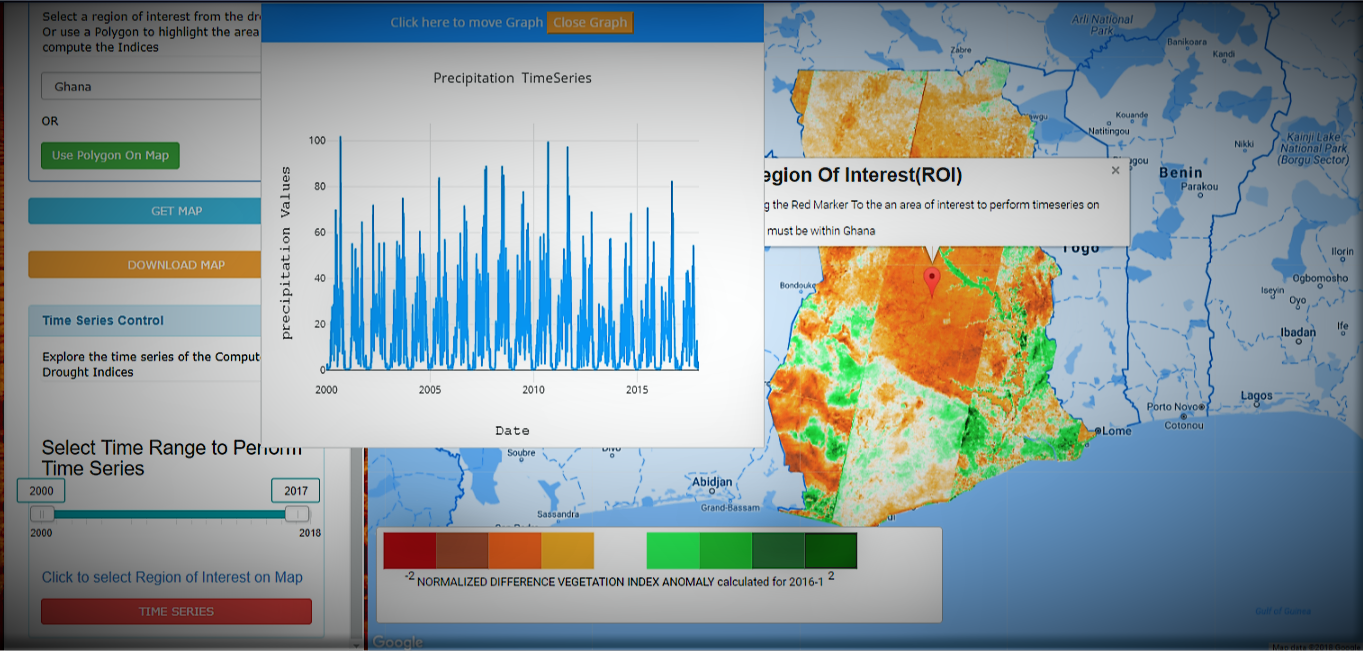 Select a region of interest from the dr
Or use a Polygon to highlight the area
compute the Indices
Ghana
OR
Use Polygon On Map
GET MAP
DOWNLOAD MAP
Time Series Control
Explore the time series of the Comput
Drought Indices
Select Time Range to Perform
Time Series
2000
2017
2000
2018
Click to select Region of Interest on Map
TIME SERIES
Click here to move Graph
Close Graph
Precipitation TimeSeries
precipitation Values
100
80
60
40
20
0
2000
2005
2010
2015
Date
egion Of Interest(ROI)
×
g the Red Marker To the an area of interest to perform timeseries on
must be within Ghana
Arli National
Park
Zabre
Banikoara
Kandi
Kouande
Natitingou
Nikki
Kainji Lake
National Park
(Borgu Sector)
Benin
Parakou
Togo
Ilorin
Ogbomosho
Iseyin
Oyo
Ife
Ibadan
Lagos
Porto Novo
Cotonou
Lome
Bondouk
Soubre
Divo
Abidjan
Grand-Bassam
Sassandra
-2 NORMALIZED DIFFERENCE VEGETATION INDEX ANOMALY calculated for 2016-1 2
Gulf of Guinea
Google
Map data ©2018 Google